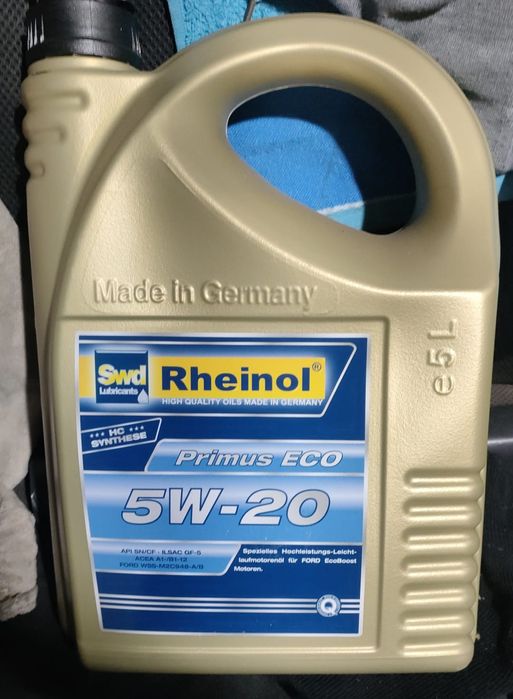 Made in Germany
e5L
Swd
Lubricants
Rheinol®
HIGH QUALITY OILS MADE IN GERMANY
*** HC ***
SYNTHESE
Primus ECO
5W-20
API SN/CF · ILSAC GF-5
ACEA A1-/B1-12
FORD WSS-M2C948-A/B
Spezielles Hochleistungs-Leicht-
laufmotorenöl für FORD EcoBoost
Motoren.
Q